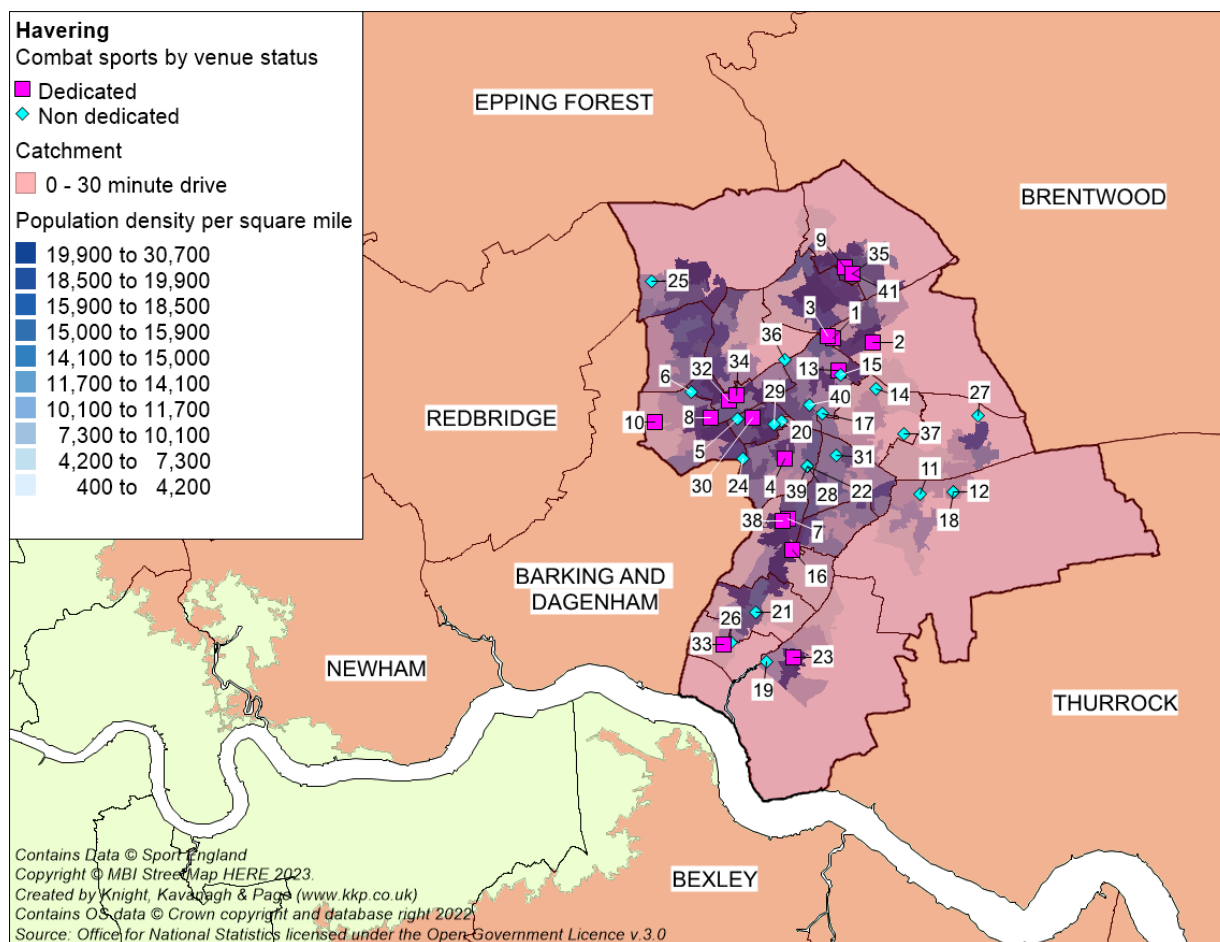 Havering
Combat sports by venue status
Dedicated
Non dedicated
Catchment
0 - 30 minute drive
Population density per square mile
19,900 to 30,700
18,500 to 19,900
15,900 to 18,500
15,000 to 15,900
14,100 to 15,000
11,700 to 14,100
10,100 to 11,700
7,300 to 10,100
4,200 to 7,300
400 to 4,200
EPPING FOREST
BRENTWOOD
9
35
25
41
3
1
36
2
32
34
13
15
6
29
14
27
40
REDBRIDGE
10
8
17
20
37
5
31
11
30
24
4
39
28
22
12
18
38
7
16
BARKING AND
DAGENHAM
21
26
33
23
NEWHAM
19
THURROCK
BEXLEY
Contains Data © Sport England
Copyright © MBI StreetMap HERE 2023.
Created by Knight, Kavanagh & Page (www.kkp.co.uk)
Contains OS data © Crown copyright and database right 2022
Source: Office for National Statistics licensed under the Open Government Licence v.3.0